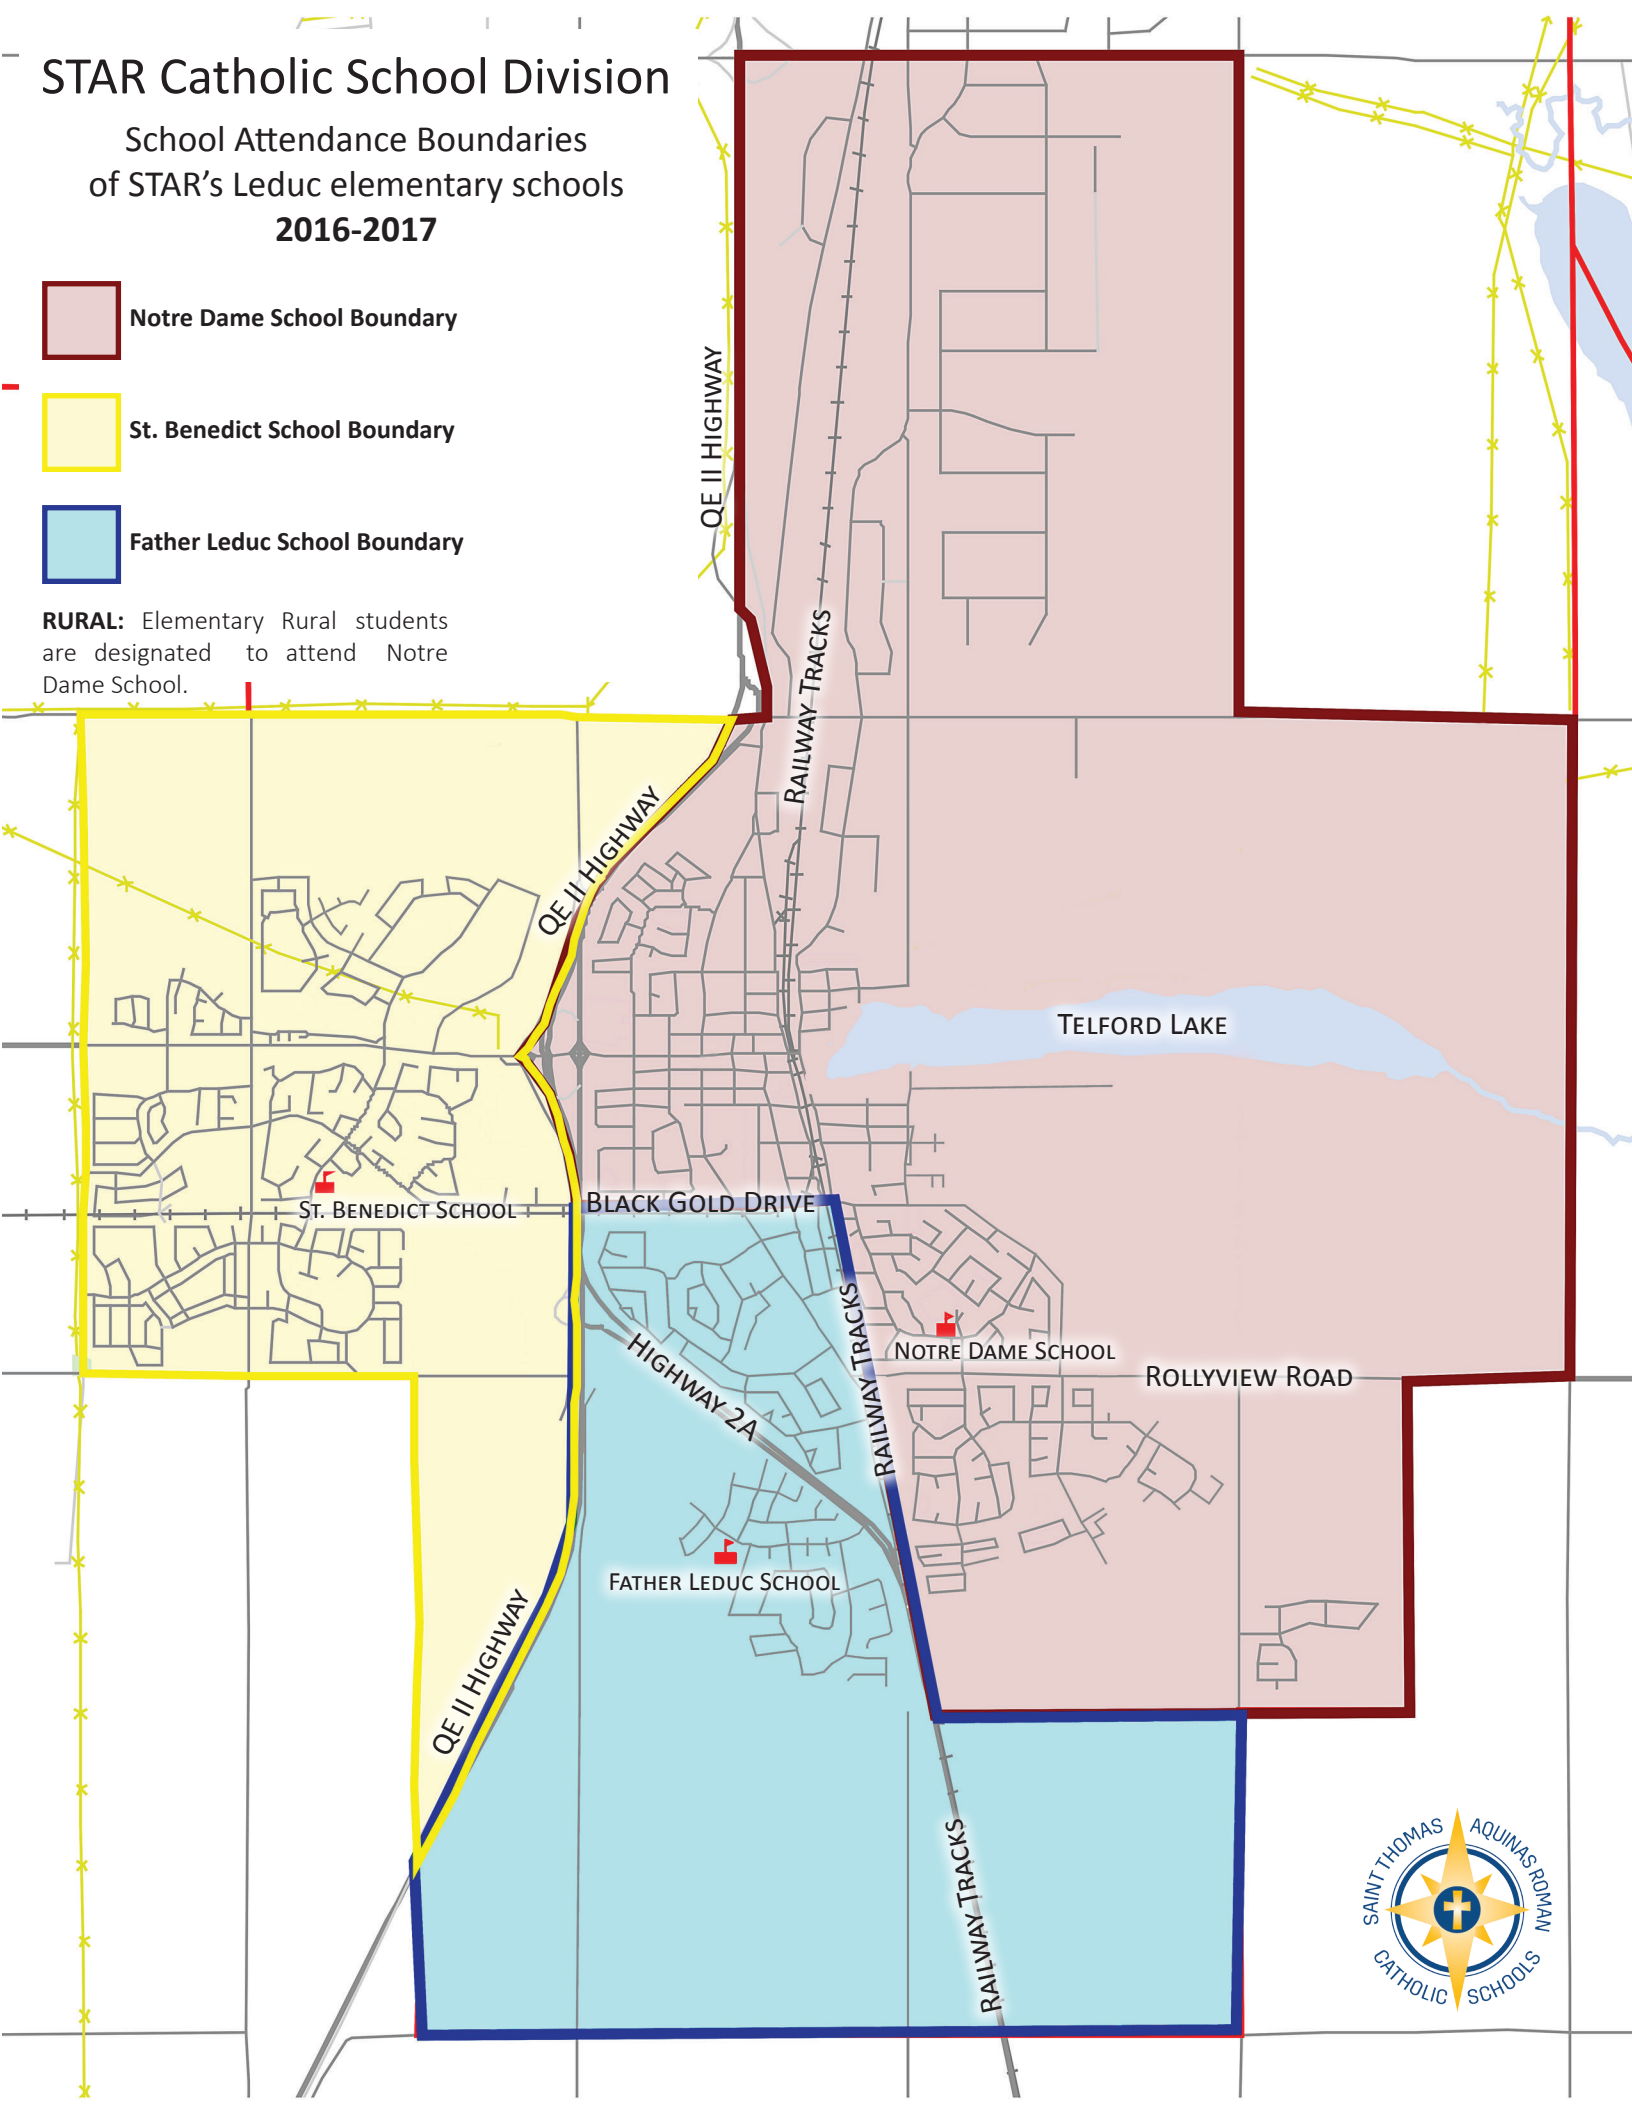 STAR Catholic School Division
School Attendance Boundaries
of STAR's Leduc elementary schools
2016-2017
Notre Dame School Boundary
St. Benedict School Boundary
Father Leduc School Boundary
RURAL: Elementary Rural students
are designated to attend Notre
Dame School.
QE II HIGHWAY
RAILWAY TRACKS
QE II HIGHWAY
TELFORD LAKE
ST. BENEDICT SCHOOL
BLACK GOLD DRIVE
RAILWAY TRACKS
NOTRE DAME SCHOOL
ROLLYVIEW ROAD
HIGHWAY 2A
FATHER LEDUC SCHOOL
QE II HIGHWAY
RAILWAY TRACKS
SAINT THOMAS AQUINAS ROMAN
CATHOLIC SCHOOLS